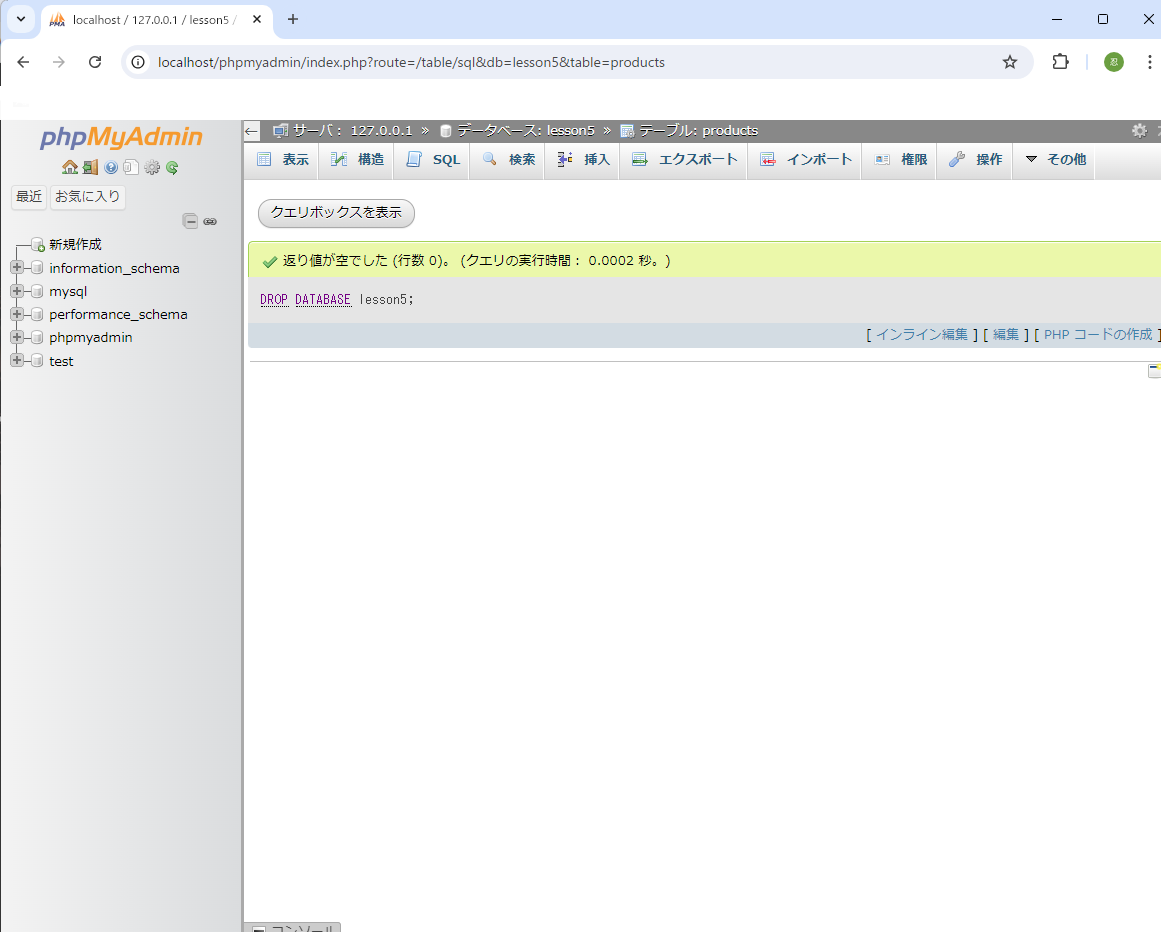 localhost / 127.0.0.1 / lesson5 /
localhost/phpmyadmin/index.php?route=/table/sql&db=lesson5&table=products
忍
phpMyAdmin
最近 お気に入り
新規作成
information_schema
mysql
performance_schema
phpmyadmin
test
サーバ： 127.0.0.1 » データベース: lesson5 » テーブル: products
表示 構造 SQL 検索 挿入 エクスポート インポート 権限 操作 その他
クエリボックスを表示
返り値が空でした (行数 0)。 (クエリの実行時間： 0.0002 秒。)
DROP DATABASE lesson5;
[ インライン編集 ] [ 編集 ] [ PHP コードの作成 ]
コンソール